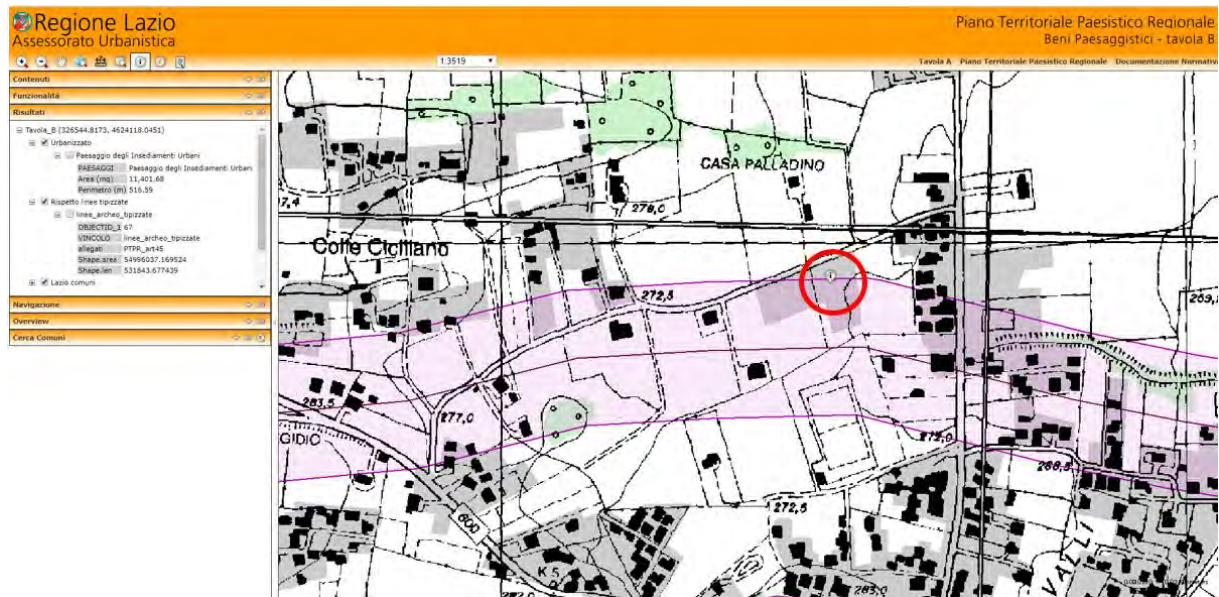 Regione Lazio
Assessorato Urbanistica
Piano Territoriale Paesistico Regionale
Beni Paesaggistici - tavola B
1:3519
Tavola A Piano Territoriale Paesistico Regionale Documentazione Normativa
Contenuti
Funzionalità
Risultati
Tavola_B (326544.8173, 4624118.0451)
Urbanizzato
Paesaggio degli Insediamenti Urbani
PAESAGGI Paesaggio degli Insediamenti Urbani
Area (mq) 11,401.68
Perimetro (m) 516.59
Rispetto linee tipizzate
linee_archeo_tipizzate
OBJECTID_1 67
VINCOLO linee_archeo_tipizzate
allegati PTPR_art45
Shape.area 54996037.169524
Shape.len 531843.677439
Lazio comuni
Navigazione
Overview
Cerca Comuni
CASA PALLADINO
278,0
Colle Ciciliano
272,5
283,5
277,0
GIDIC
272,0
268,5
272,5
600
K 5
VALLI
283,0